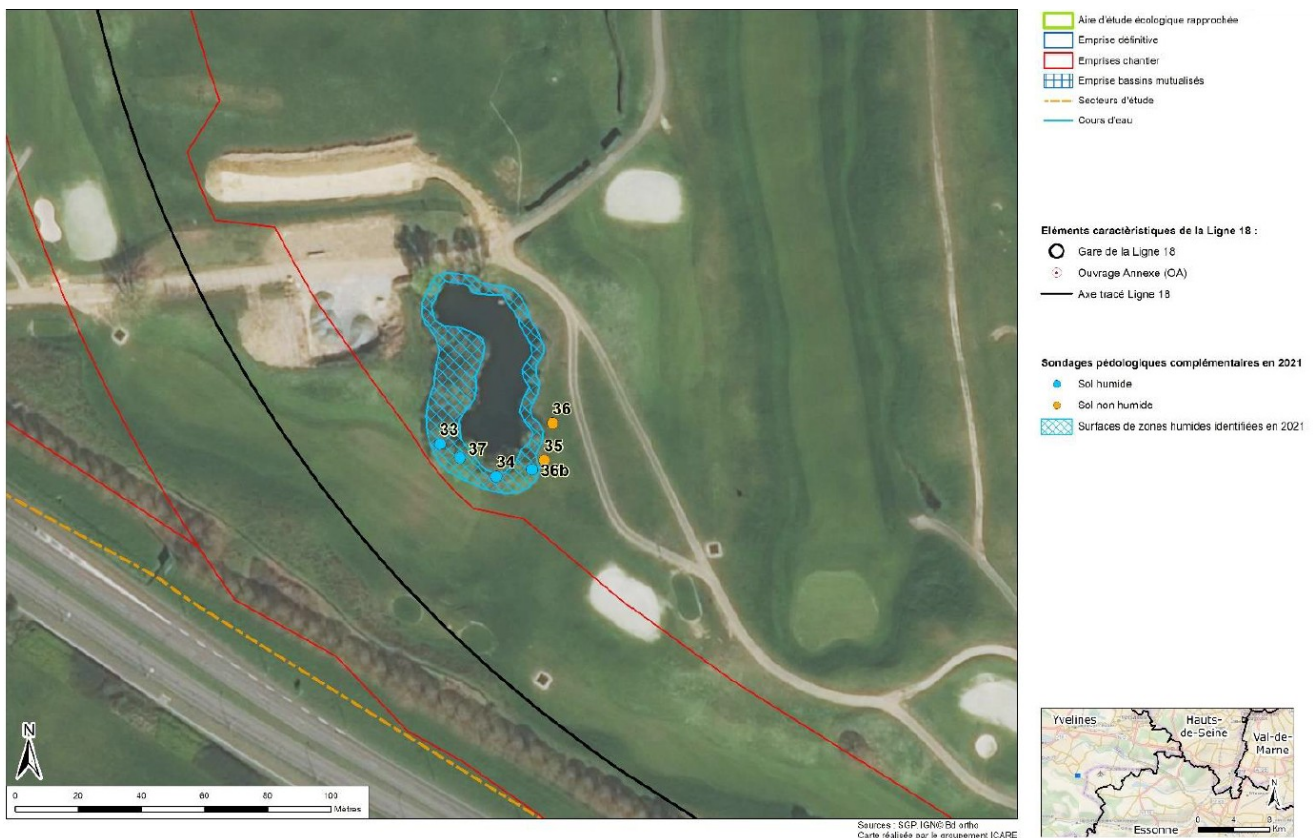 Aire d'étude écologique rapprochée
Emprise définitive
Emprises chantier
Emprise bassins mutualisés
Secteurs d'étude
Cours d'eau
Eléments caractéristiques de la Ligne 18 :
Gare de la Ligne 18
Ouvrage Annexe (OA)
Axe tracé Ligne 18
Sondages pédologiques complémentaires en 2021
Sol humide
Sol non humide
Surfaces de zones humides identifiées en 2021
36
33
35
37
34
36b
N
0 20 40 60 80 100
Mètres
Sources : SGP, IGN© Bd ortho
Carte réalisée par le groupement ICARE
Yvelines
Hauts-de-Seine
Val-de-Marne
Essonne
N
0 4 8
Km